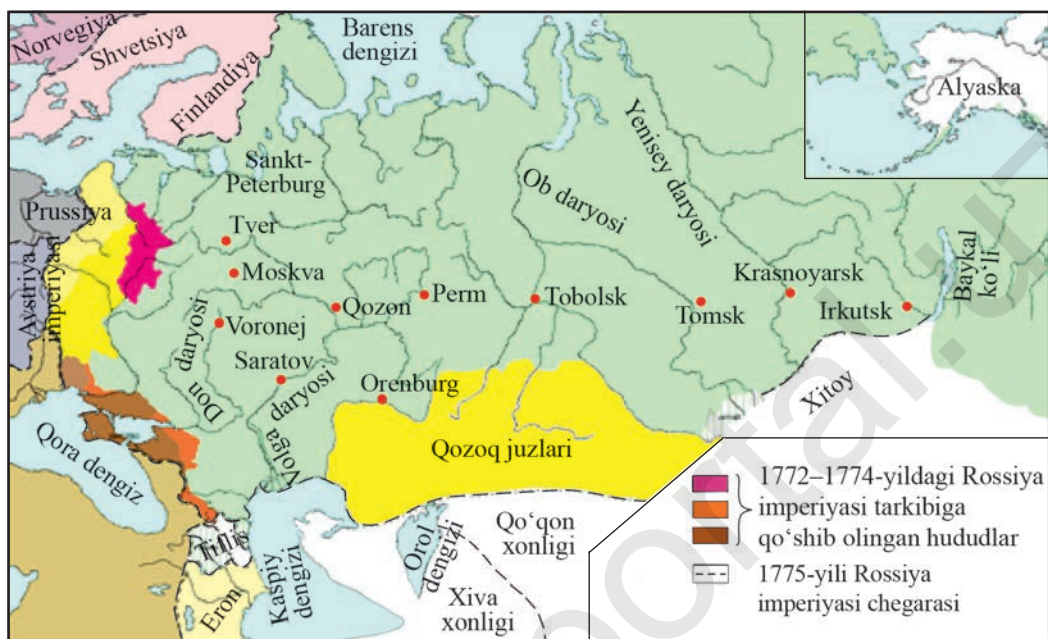 Norvegiya
Shvetsiya
Finlandiya
Barens
dengizi
Alyaska
Sankt-
Peterburg
Yenisey daryosi
Ob daryosi
Prussiya
Avstriya
imperiyasi
Tver
Moskva
Qozon
Perm
Tobolsk
Tomsk
Krasnoyarsk
Irkutsk
Baykal
ko‘li
Don daryosi
Voronej
Saratov
Volga
daryosi
Orenburg
Qozoq juzlari
Xitoy
Qora dengiz
Tiflis
Eron
Kaspiy
dengizi
Orol
dengizi
Qo‘qon
xonligi
Xiva
xonligi
1772–1774-yildagi Rossiya
imperiyasi tarkibiga
qo‘shib olingan hududlar
1775-yili Rossiya
imperiyasi chegarasi
portal.uz